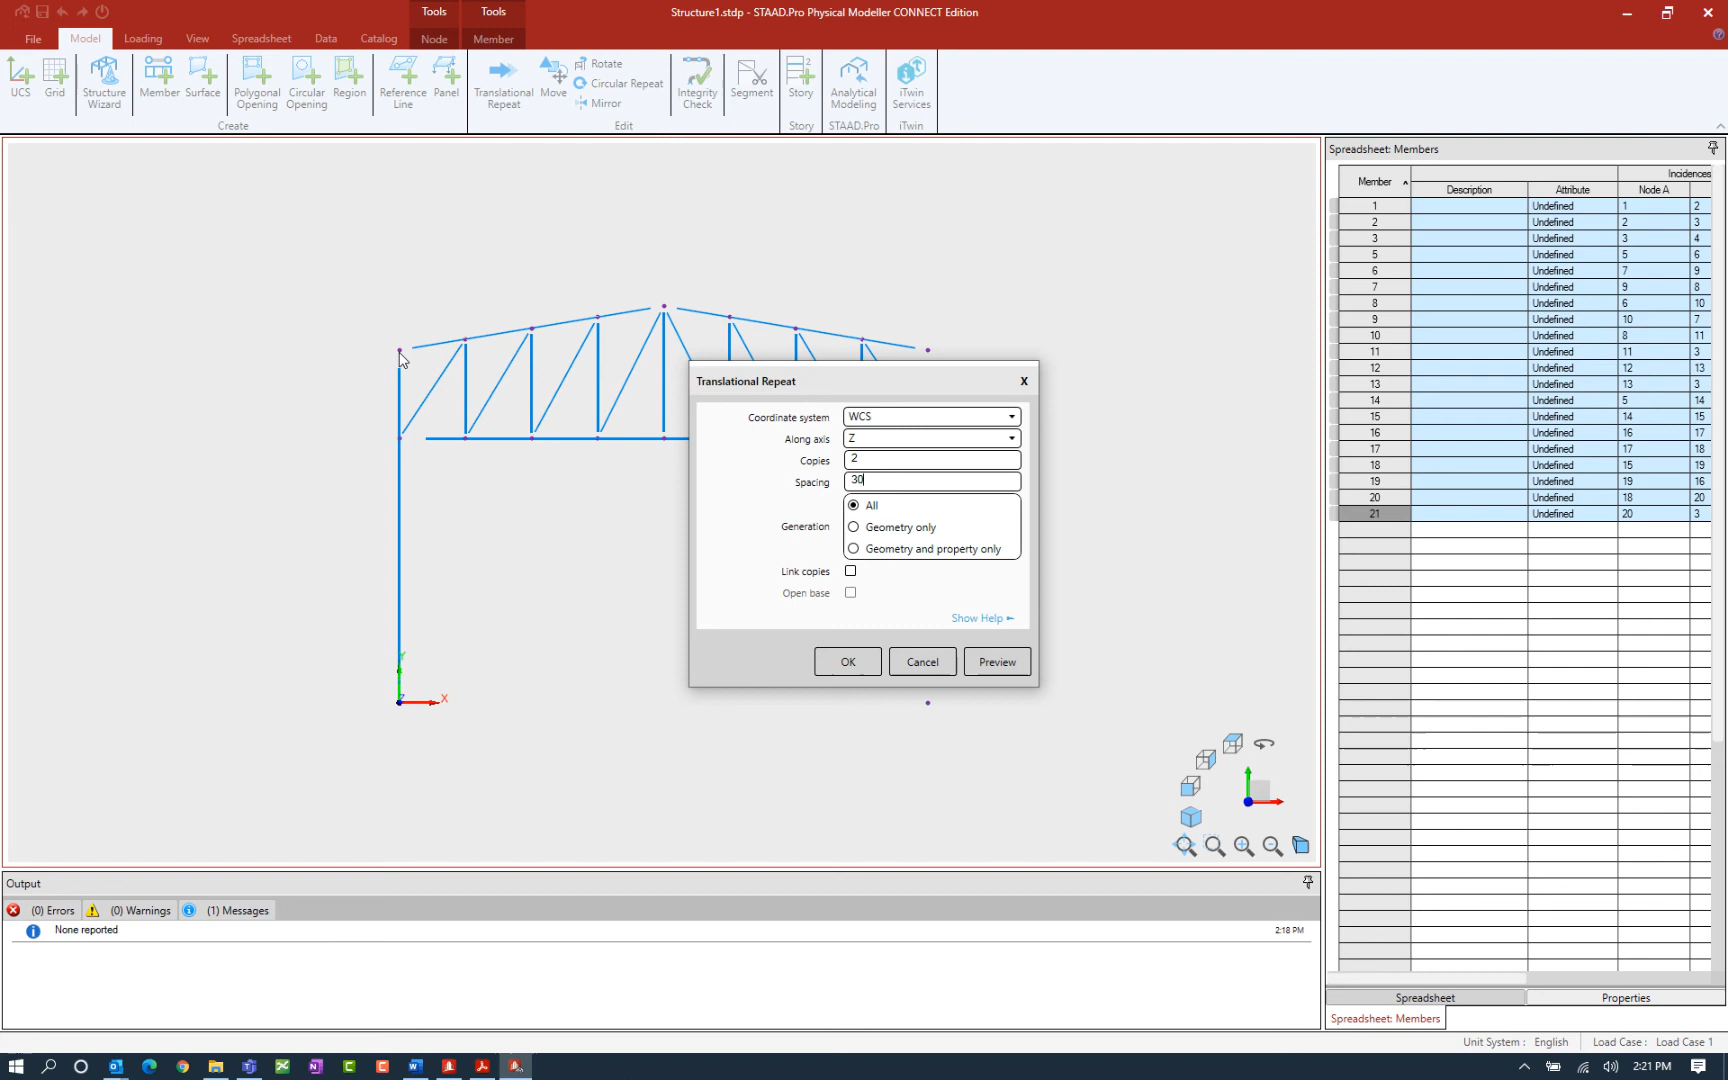 Tools
Tools
Structure1.stdp - STAAD.Pro Physical Modeller CONNECT Edition
File
Model
Loading
View
Spreadsheet
Data
Catalog
Node
Member
UCS
Grid
Structure
Wizard
Member
Surface
Polygonal
Opening
Circular
Opening
Region
Reference
Line
Panel
Translational
Repeat
Move
Rotate
Circular Repeat
Mirror
Integrity
Check
Segment
Story
Analytical
Modeling
iTwin
Services
Create
Edit
Story
STAAD.Pro
iTwin
Spreadsheet: Members
Member
Incidences
Description
Attribute
Node A
1 Undefined 1 2
2 Undefined 2 3
3 Undefined 3 4
5 Undefined 5 6
6 Undefined 7 9
7 Undefined 9 8
8 Undefined 6 10
9 Undefined 10 7
10 Undefined 8 11
11 Undefined 11 3
12 Undefined 12 13
13 Undefined 13 3
14 Undefined 5 14
15 Undefined 14 15
16 Undefined 16 17
17 Undefined 17 18
18 Undefined 15 19
19 Undefined 19 16
20 Undefined 18 20
21 Undefined 20 3
Translational Repeat
X
Coordinate system WCS
Along axis Z
Copies 2
Spacing 30
Generation
All
Geometry only
Geometry and property only
Link copies
Open base
Show Help
OK
Cancel
Preview
Y
Z
X
Output
(0) Errors
(0) Warnings
(1) Messages
None reported
2:18 PM
Spreadsheet
Properties
Spreadsheet: Members
Unit System : English
Load Case : Load Case 1
2:21 PM